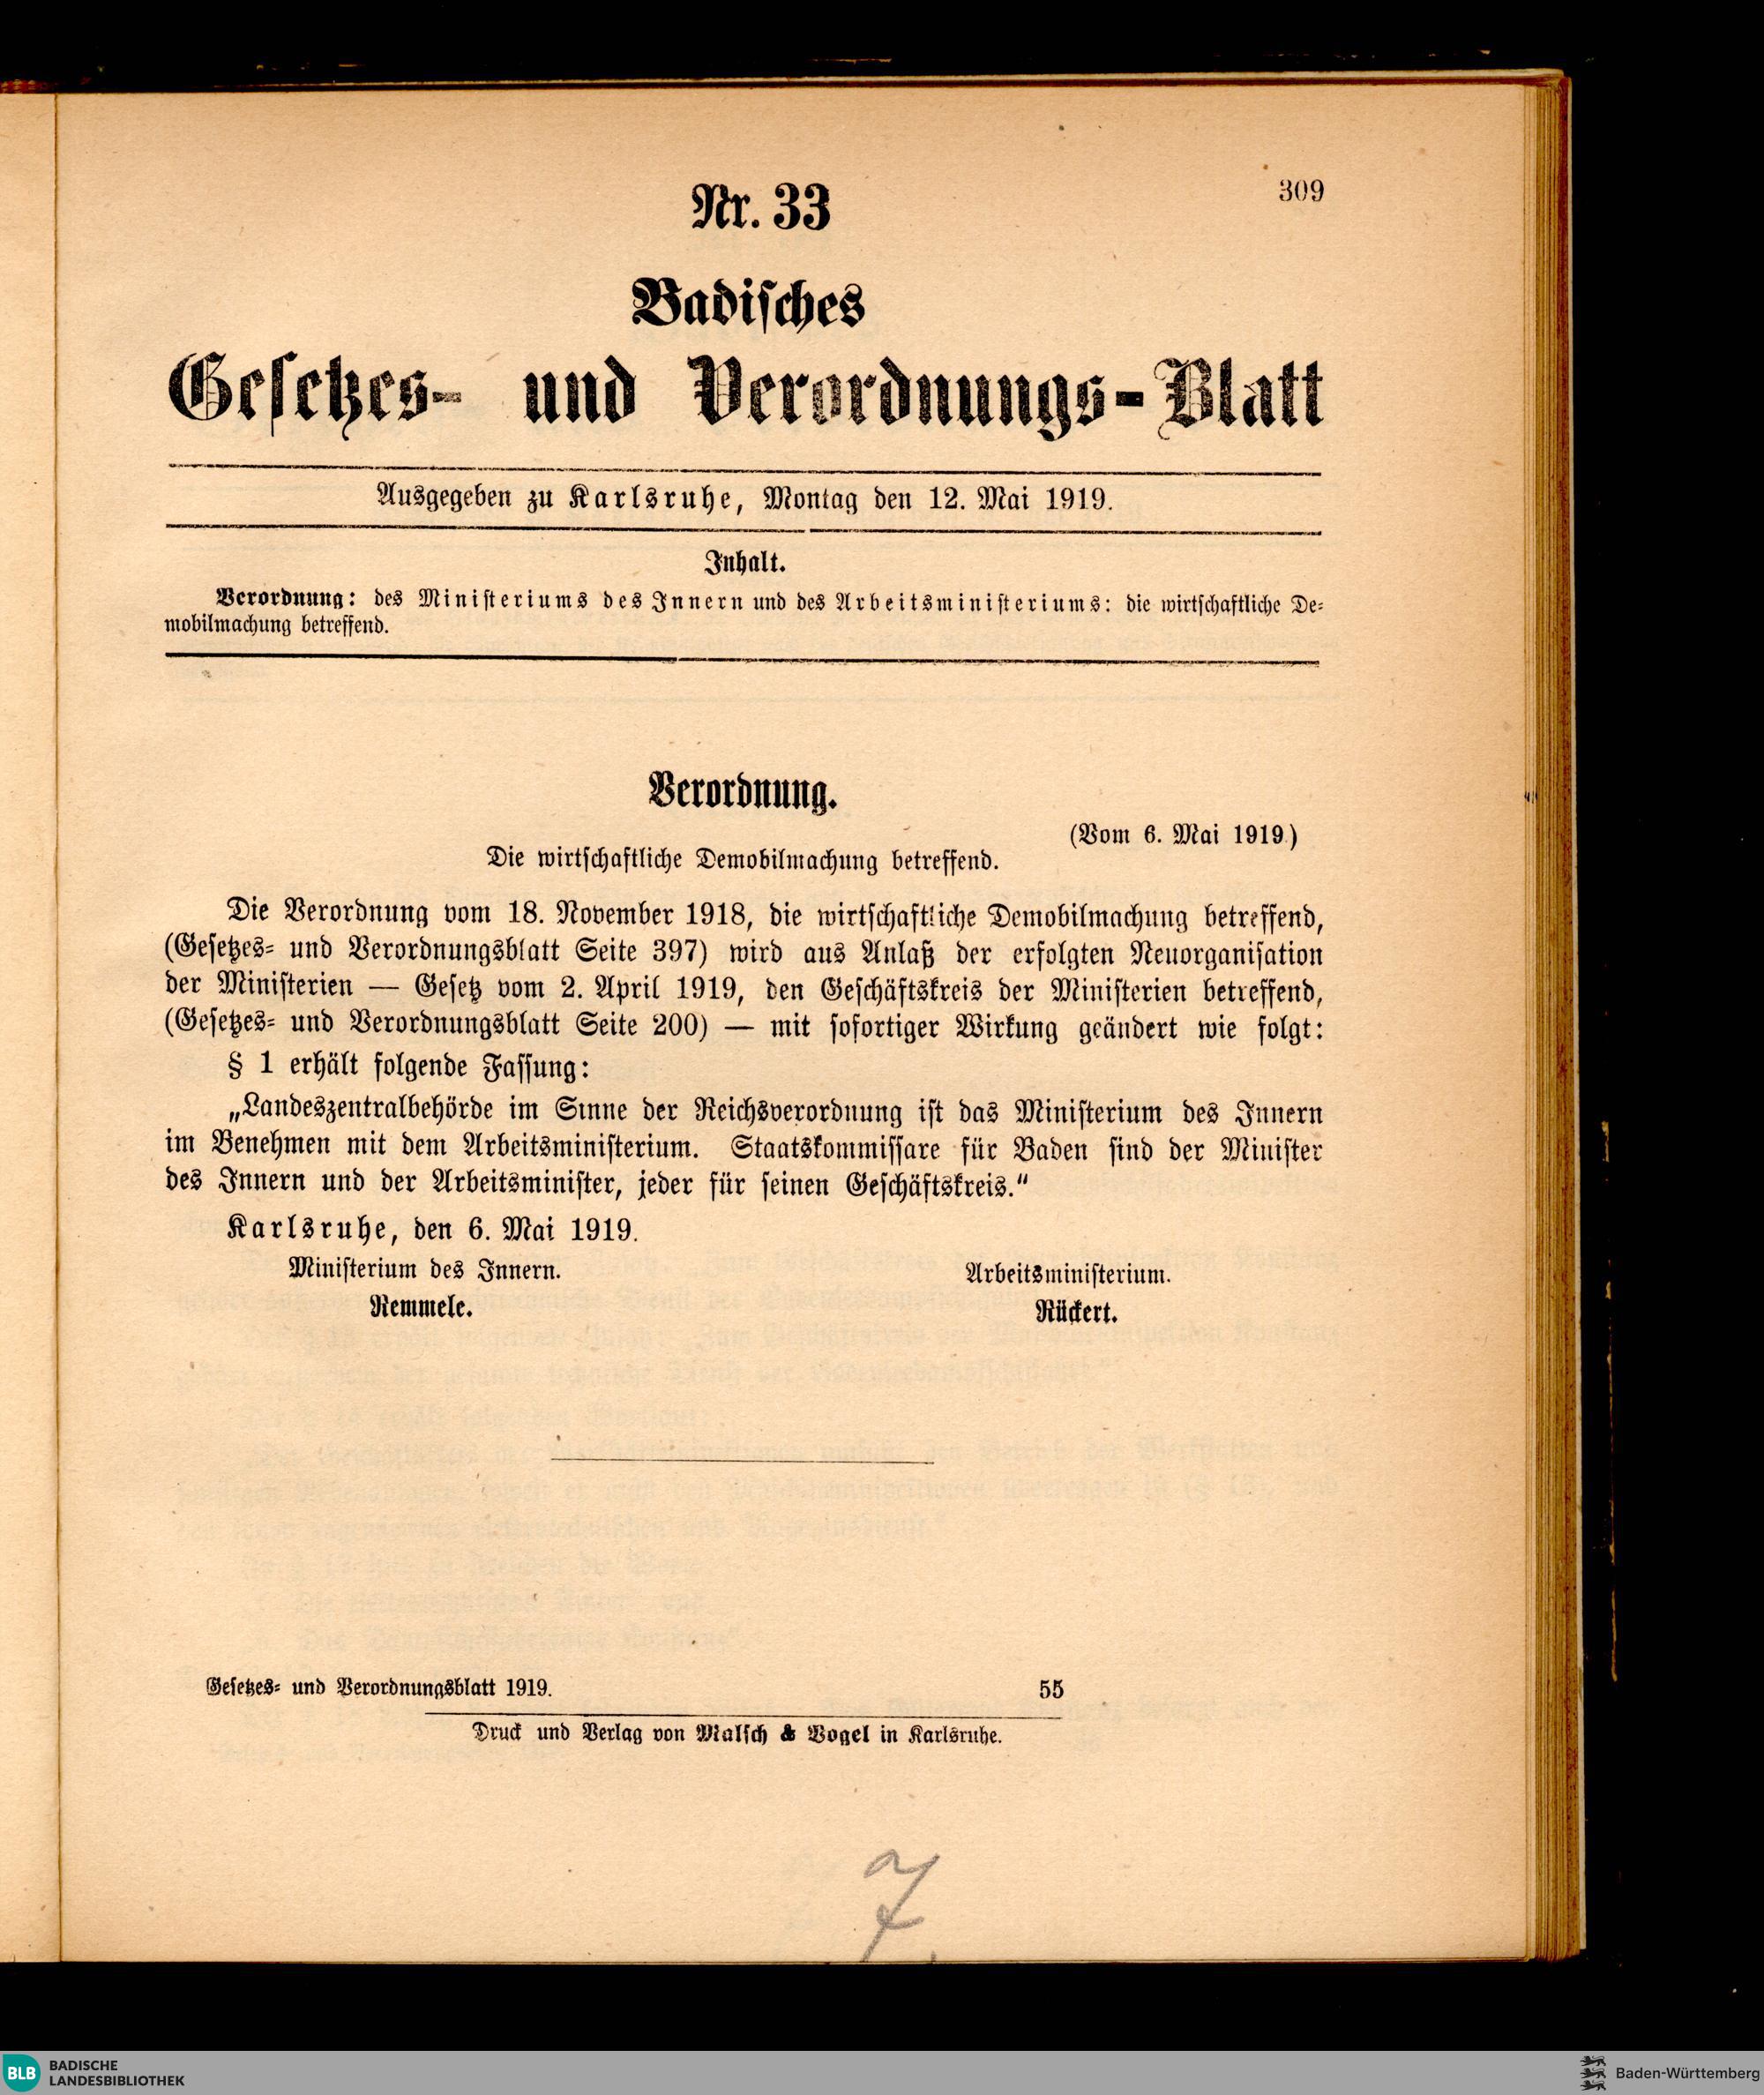 309
Nr. 33
Badisches
Gesetzes- und Verordnungs-Blatt
Ausgegeben zu Karlsruhe, Montag den 12. Mai 1919.
Inhalt.
Verordnung: des Ministeriums des Innern und des Arbeitsministeriums: die wirtschaftliche De-
mobilmachung betreffend.
Verordnung.
(Vom 6. Mai 1919.)
Die wirtschaftliche Demobilmachung betreffend.
Die Verordnung vom 18. November 1918, die wirtschaftliche Demobilmachung betreffend,
(Gesetzes- und Verordnungsblatt Seite 397) wird aus Anlaß der erfolgten Neuorganisation
der Ministerien — Gesetz vom 2. April 1919, den Geschäftskreis der Ministerien betreffend,
(Gesetzes- und Verordnungsblatt Seite 200) — mit sofortiger Wirkung geändert wie folgt:
§ 1 erhält folgende Fassung:
„Landeszentralbehörde im Sinne der Reichsverordnung ist das Ministerium des Innern
im Benehmen mit dem Arbeitsministerium. Staatskommissare für Baden sind der Minister
des Innern und der Arbeitsminister, jeder für seinen Geschäftskreis.“
Karlsruhe, den 6. Mai 1919.
Ministerium des Innern. Arbeitsministerium.
Remmele. Rückert.
Gesetzes- und Verordnungsblatt 1919. 55
Druck und Verlag von Malsch & Vogel in Karlsruhe.
7
BLB BADISCHE
LANDESBIBLIOTHEK
Baden-Württemberg